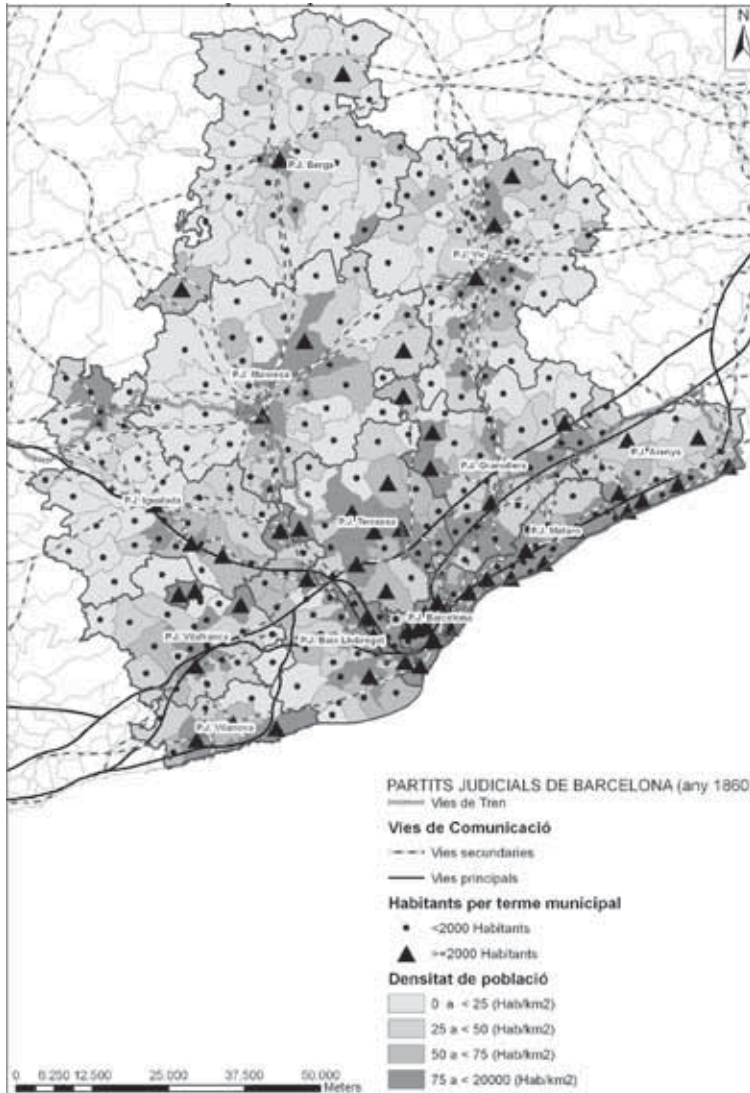 N
P.J. Berga
P.J. Vic
P.J. Manresa
P.J. Granollers
P.J. Arenys
P.J. Igualada
P.J. Terrassa
P.J. Mataró
P.J. Barcelona
P.J. Vilafranca
P.J. Baix Llobregat
P.J. Vilanova
PARTITS JUDICIALS DE BARCELONA (any 1860
Vies de Tren
Vies de Comunicació
Vies secundaries
Vies principals
Habitants per terme municipal
<2000 Habitants
>=2000 Habitants
Densitat de població
0 a < 25 (Hab/km2)
25 a < 50 (Hab/km2)
50 a < 75 (Hab/km2)
75 a < 20000 (Hab/km2)
0 6.250 12.500 25.000 37.500 50.000
Meters